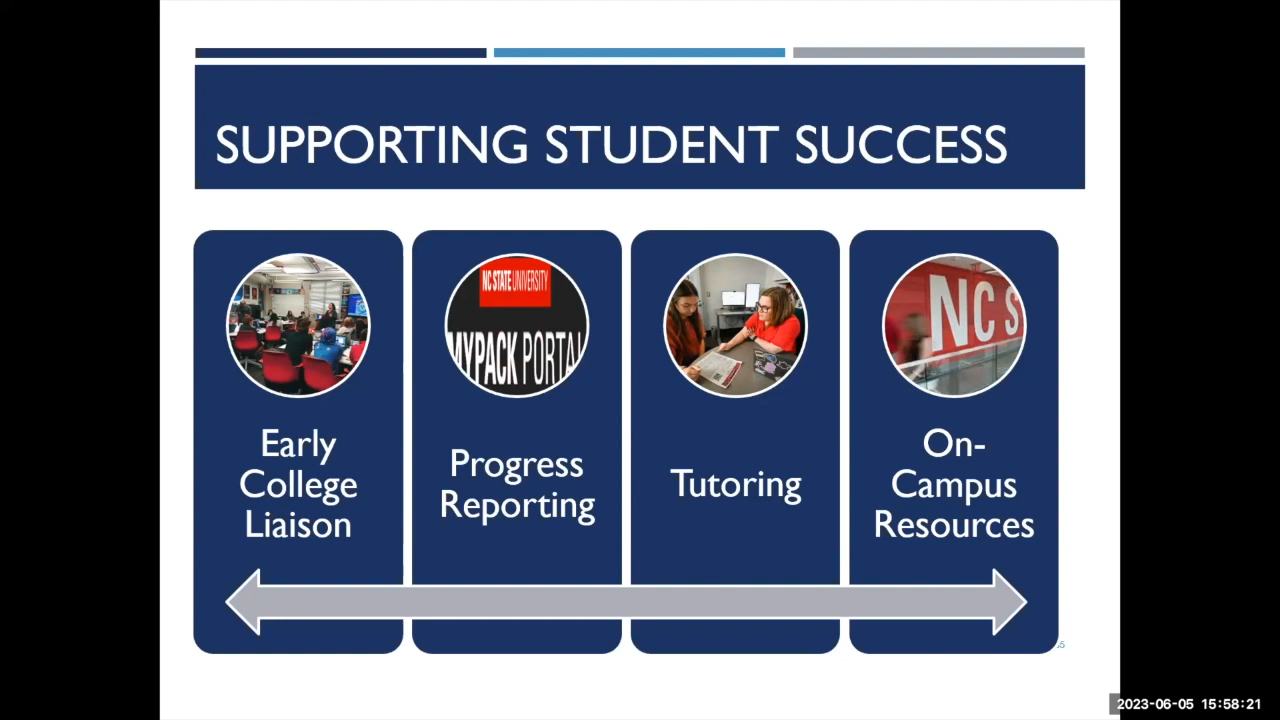 SUPPORTING STUDENT SUCCESS
NC STATE UNIVERSITY
MYPACK PORTAL
NC S
Early
College
Liaison
Progress
Reporting
Tutoring
On-
Campus
Resources
2023-06-05 15:58:21